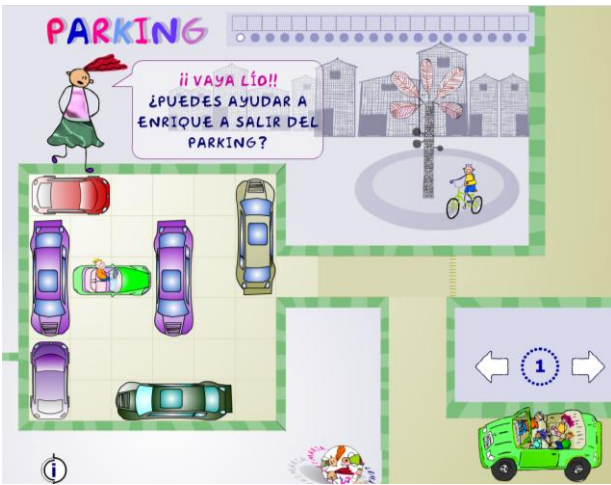 PARKING
¡¡ VAYA LÍO!!
¿PUEDES AYUDAR A
ENRIQUE A SALIR DEL
PARKING?
1
i